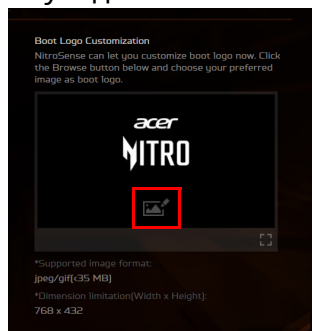 Boot Logo Customization
NitroSense can let you customize boot logo now. Click
the Browse button below and choose your preferred
image as boot logo.
acer
NITRO
*Supported image format:
jpeg/gif(<35 MB)
*Dimension limitation(Width x Height):
768 x 432